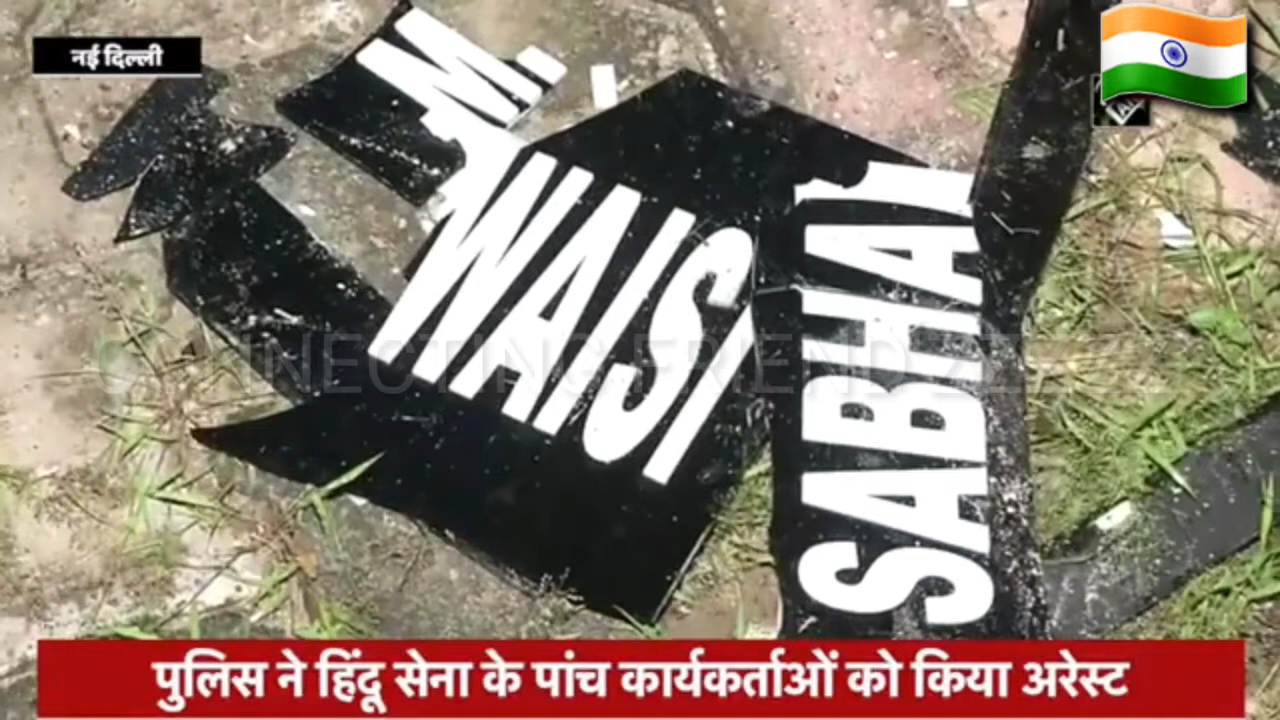 नई दिल्ली
M.
WAISI
SABHA
पुलिस ने हिंदू सेना के पांच कार्यकर्ताओं को किया अरेस्ट